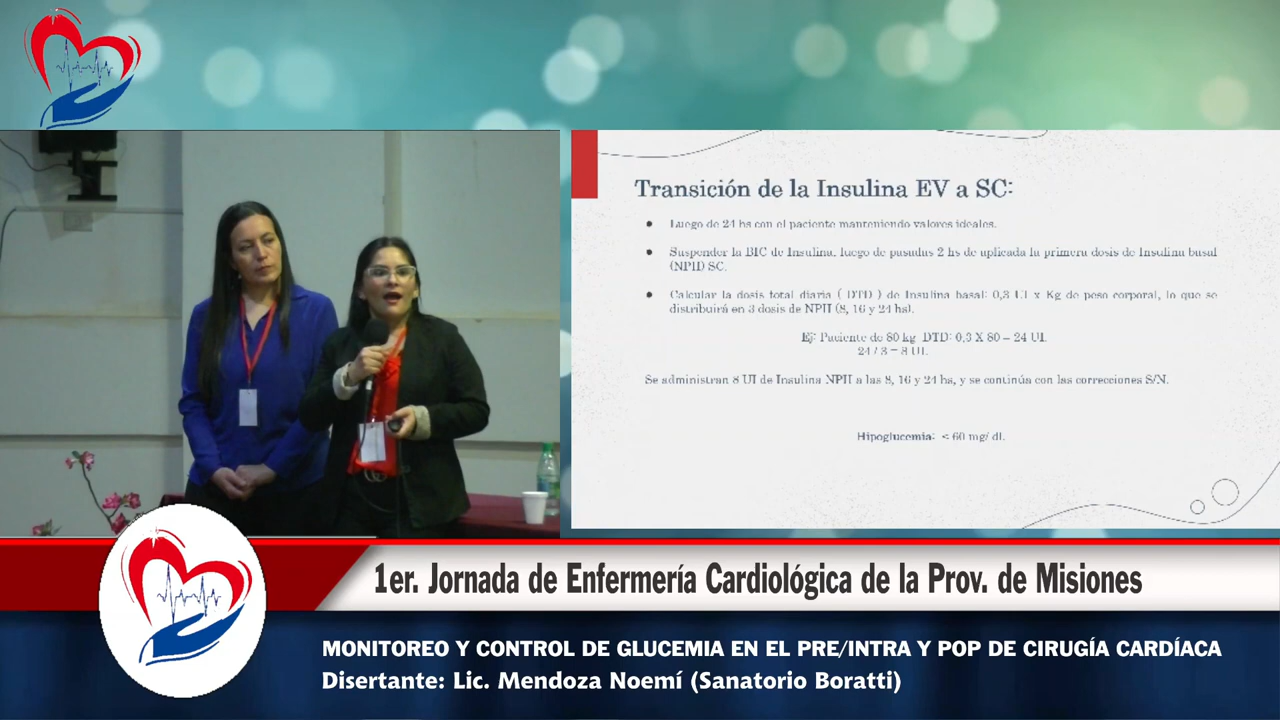 Transición de la Insulina EV a SC:
Luego de 24 hs con el paciente manteniendo valores ideales.
Suspender la BIC de Insulina, luego de pasadas 2 hs de aplicada la primera dosis de Insulina basal
(NPH) SC.
Calcular la dosis total diaria ( DTD ) de Insulina basal: 0,3 UI x Kg de peso corporal, lo que se
distribuirá en 3 dosis de NPH (8, 16 y 24 hs).
Ej: Paciente de 80 kg DTD: 0,3 X 80 = 24 UI.
24 / 3 = 8 UI.
Se administran 8 UI de Insulina NPH a las 8, 16 y 24 hs, y se continúa con las correcciones S/N.
Hipoglucemia: < 60 mg/ dl.
1er. Jornada de Enfermería Cardiológica de la Prov. de Misiones
MONITOREO Y CONTROL DE GLUCEMIA EN EL PRE/INTRA Y POP DE CIRUGÍA CARDÍACA
Disertante: Lic. Mendoza Noemí (Sanatorio Boratti)